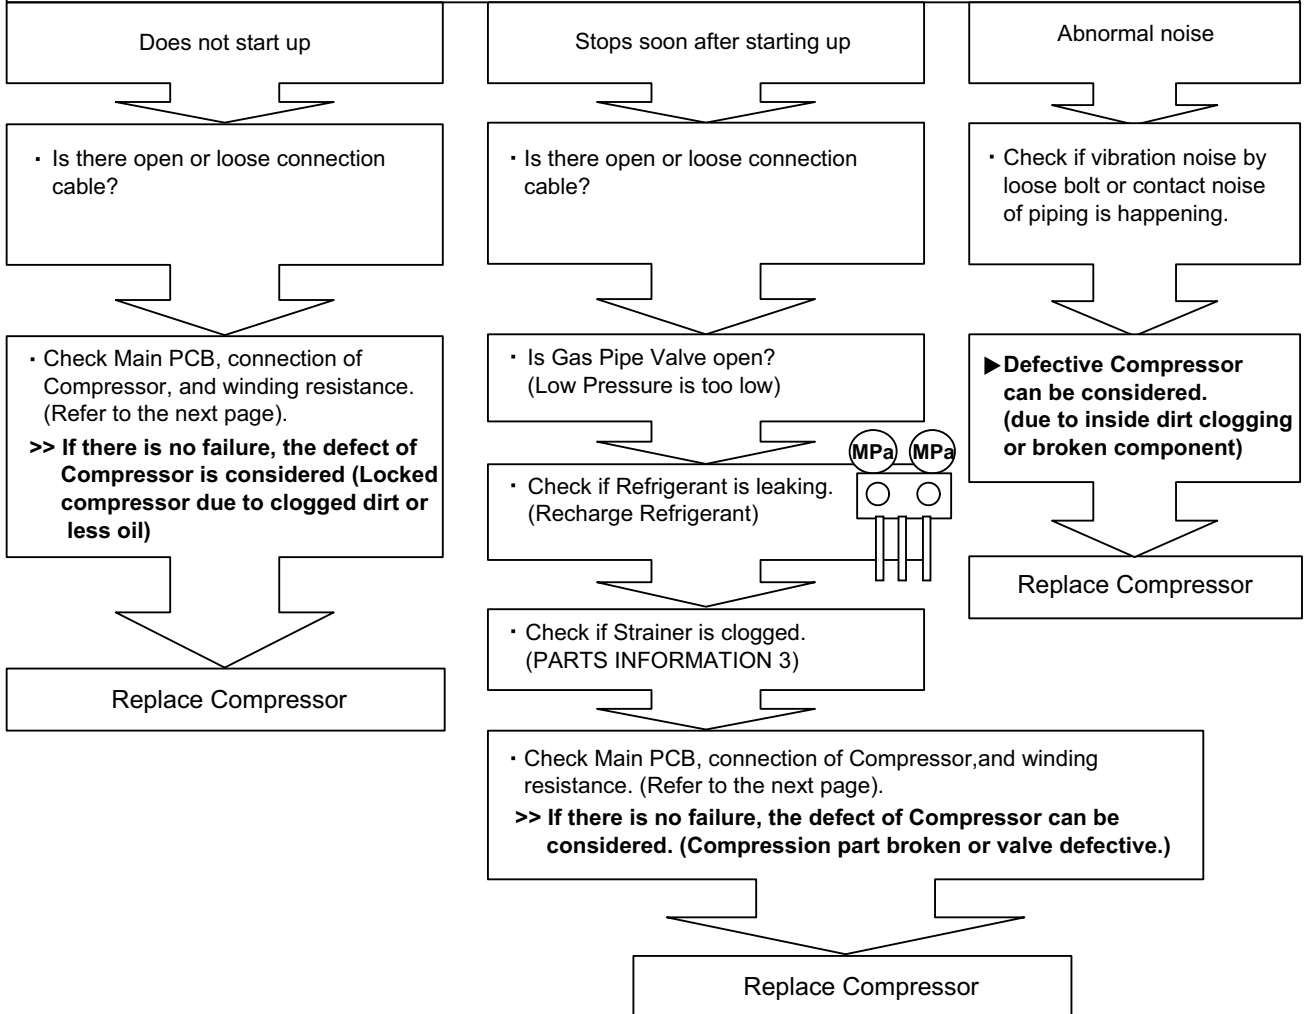 Does not start up
· Is there open or loose connection
cable?
· Check Main PCB, connection of
Compressor, and winding resistance.
(Refer to the next page).
>> If there is no failure, the defect of
Compressor is considered (Locked
compressor due to clogged dirt or
less oil)
Replace Compressor
Stops soon after starting up
· Is there open or loose connection
cable?
· Is Gas Pipe Valve open?
(Low Pressure is too low)
MPa MPa
· Check if Refrigerant is leaking.
(Recharge Refrigerant)
· Check if Strainer is clogged.
(PARTS INFORMATION 3)
· Check Main PCB, connection of Compressor,and winding
resistance. (Refer to the next page).
>> If there is no failure, the defect of Compressor can be
considered. (Compression part broken or valve defective.)
Replace Compressor
Abnormal noise
· Check if vibration noise by
loose bolt or contact noise
of piping is happening.
▶Defective Compressor
can be considered.
(due to inside dirt clogging
or broken component)
Replace Compressor